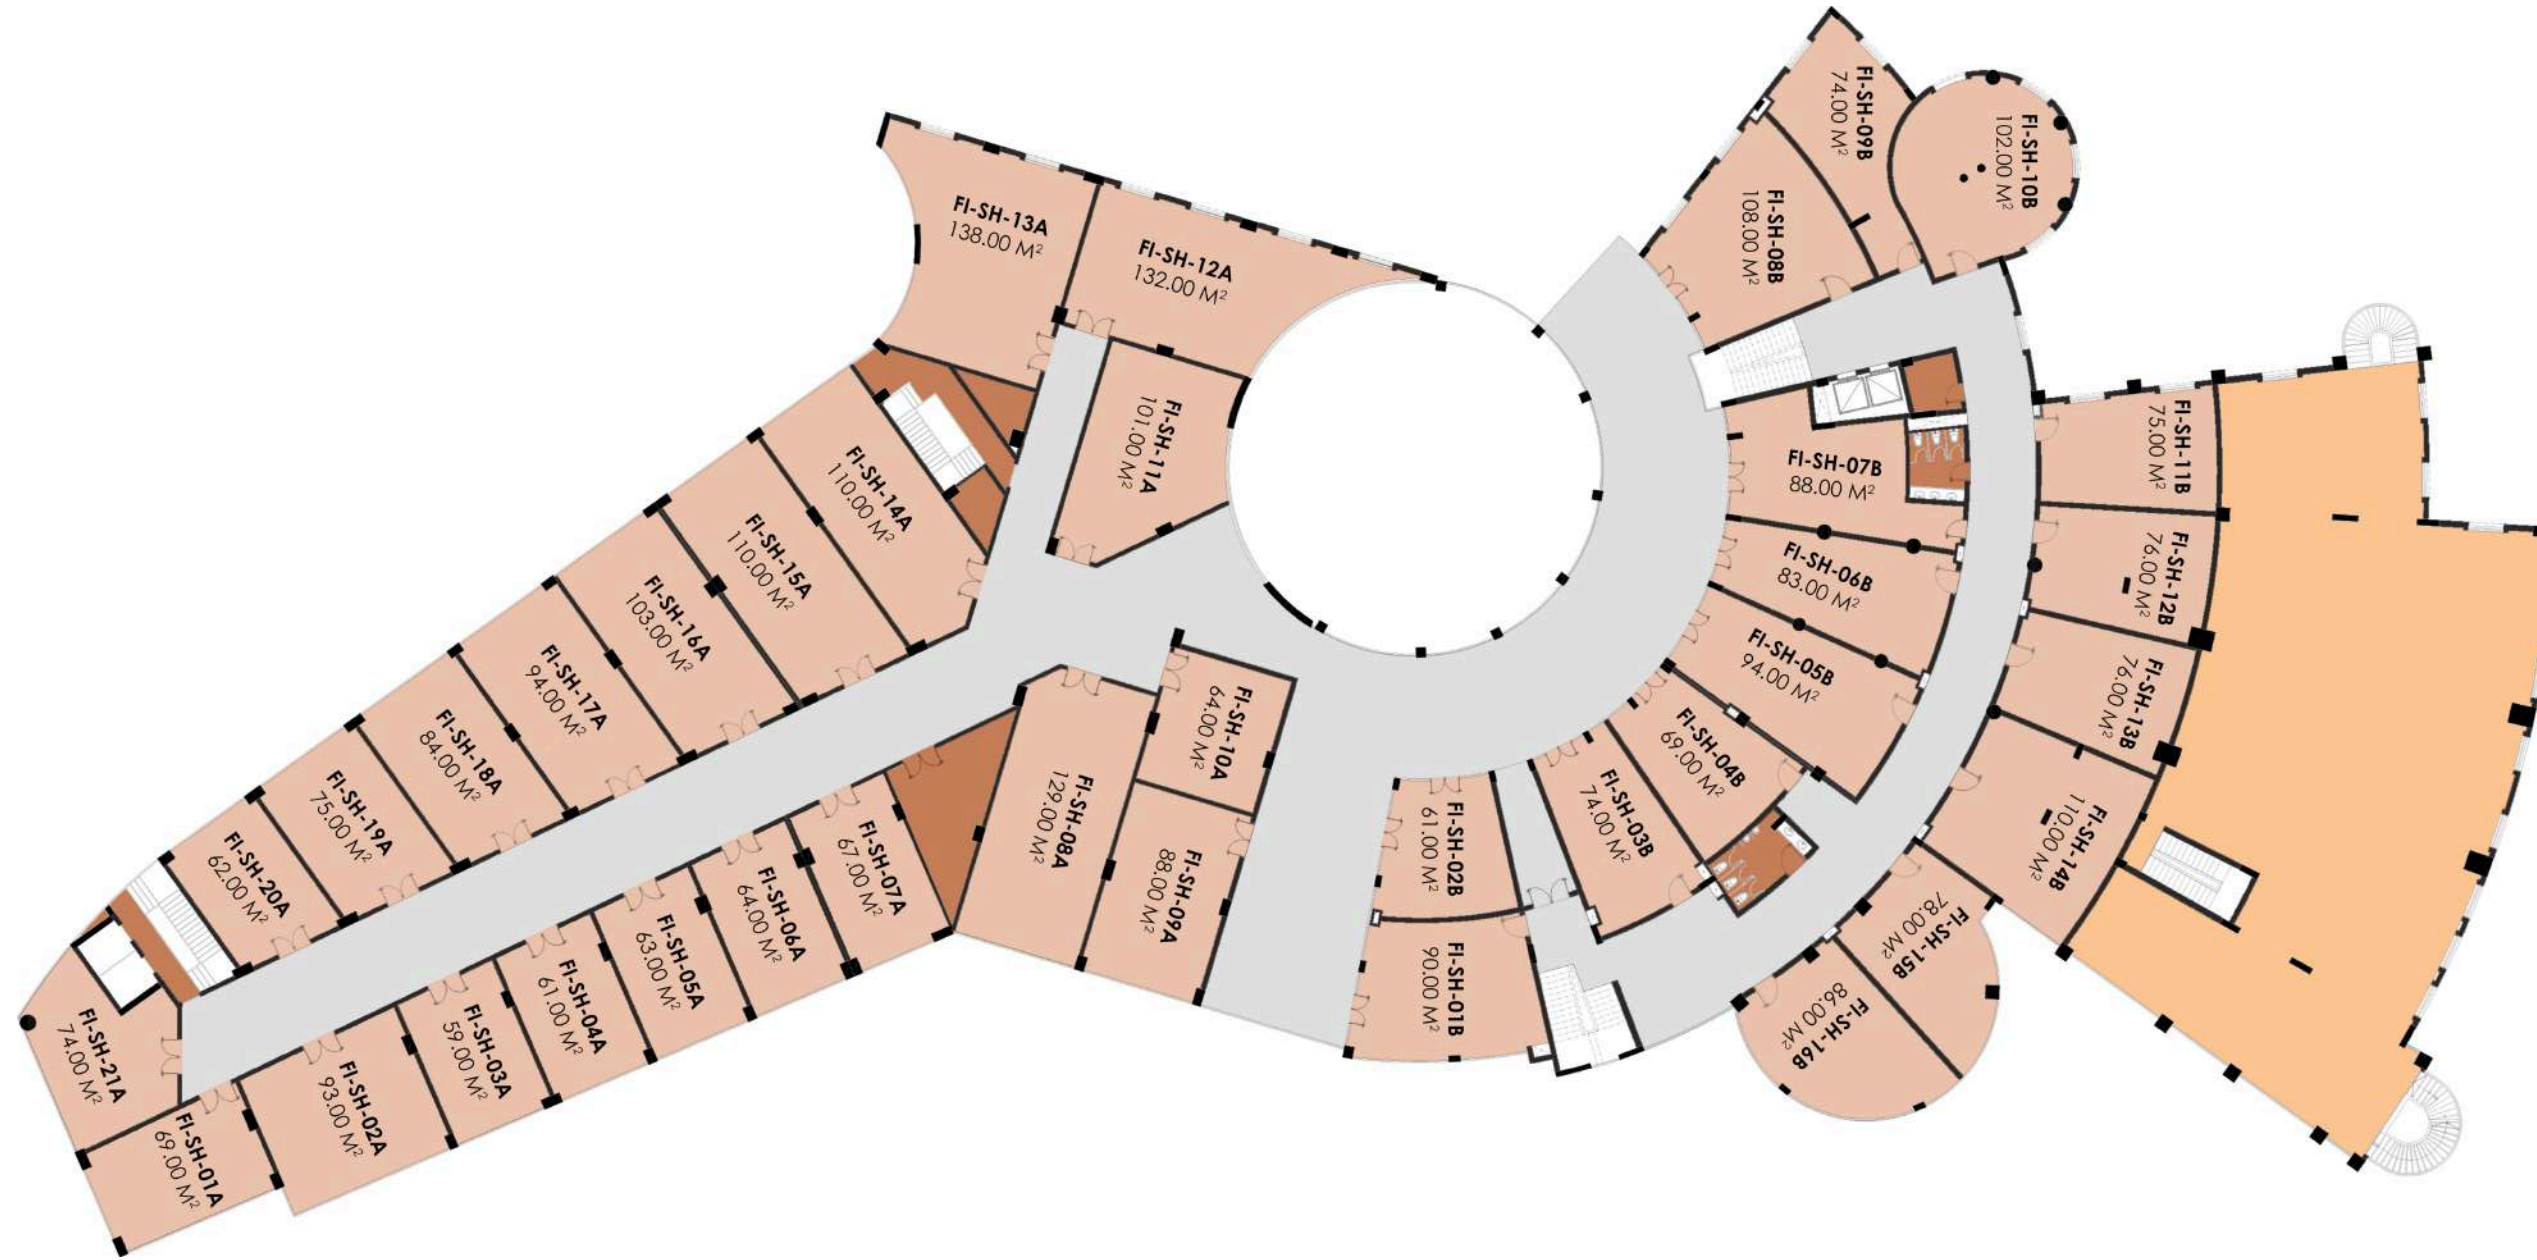 FI-SH-01A
69.00 M²
FI-SH-02A
93.00 M²
FI-SH-03A
59.00 M²
FI-SH-04A
61.00 M²
FI-SH-05A
63.00 M²
FI-SH-06A
64.00 M²
FI-SH-07A
67.00 M²
FI-SH-08A
129.00 M²
FI-SH-09A
88.00 M²
FI-SH-10A
64.00 M²
FI-SH-11A
101.00 M²
FI-SH-12A
132.00 M²
FI-SH-13A
138.00 M²
FI-SH-14A
110.00 M²
FI-SH-15A
110.00 M²
FI-SH-16A
103.00 M²
FI-SH-17A
94.00 M²
FI-SH-18A
84.00 M²
FI-SH-19A
75.00 M²
FI-SH-20A
62.00 M²
FI-SH-21A
74.00 M²
FI-SH-01B
90.00 M²
FI-SH-02B
61.00 M²
FI-SH-03B
74.00 M²
FI-SH-04B
69.00 M²
FI-SH-05B
94.00 M²
FI-SH-06B
83.00 M²
FI-SH-07B
88.00 M²
FI-SH-08B
108.00 M²
FI-SH-09B
74.00 M²
FI-SH-10B
102.00 M²
FI-SH-11B
75.00 M²
FI-SH-12B
76.00 M²
FI-SH-13B
76.00 M²
FI-SH-14B
110.00 M²
FI-SH-15B
78.00 M²
FI-SH-16B
86.00 M²